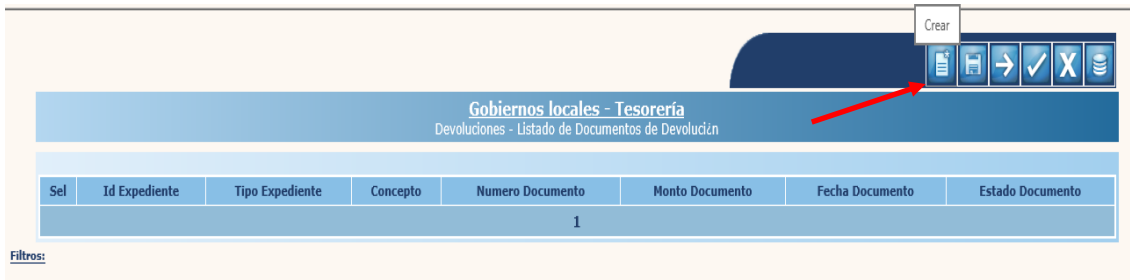 Crear
Gobiernos locales - Tesorería
Devoluciones - Listado de Documentos de Devoluci¿n
Sel Id Expediente Tipo Expediente Concepto Numero Documento Monto Documento Fecha Documento Estado Documento
1
Filtros: